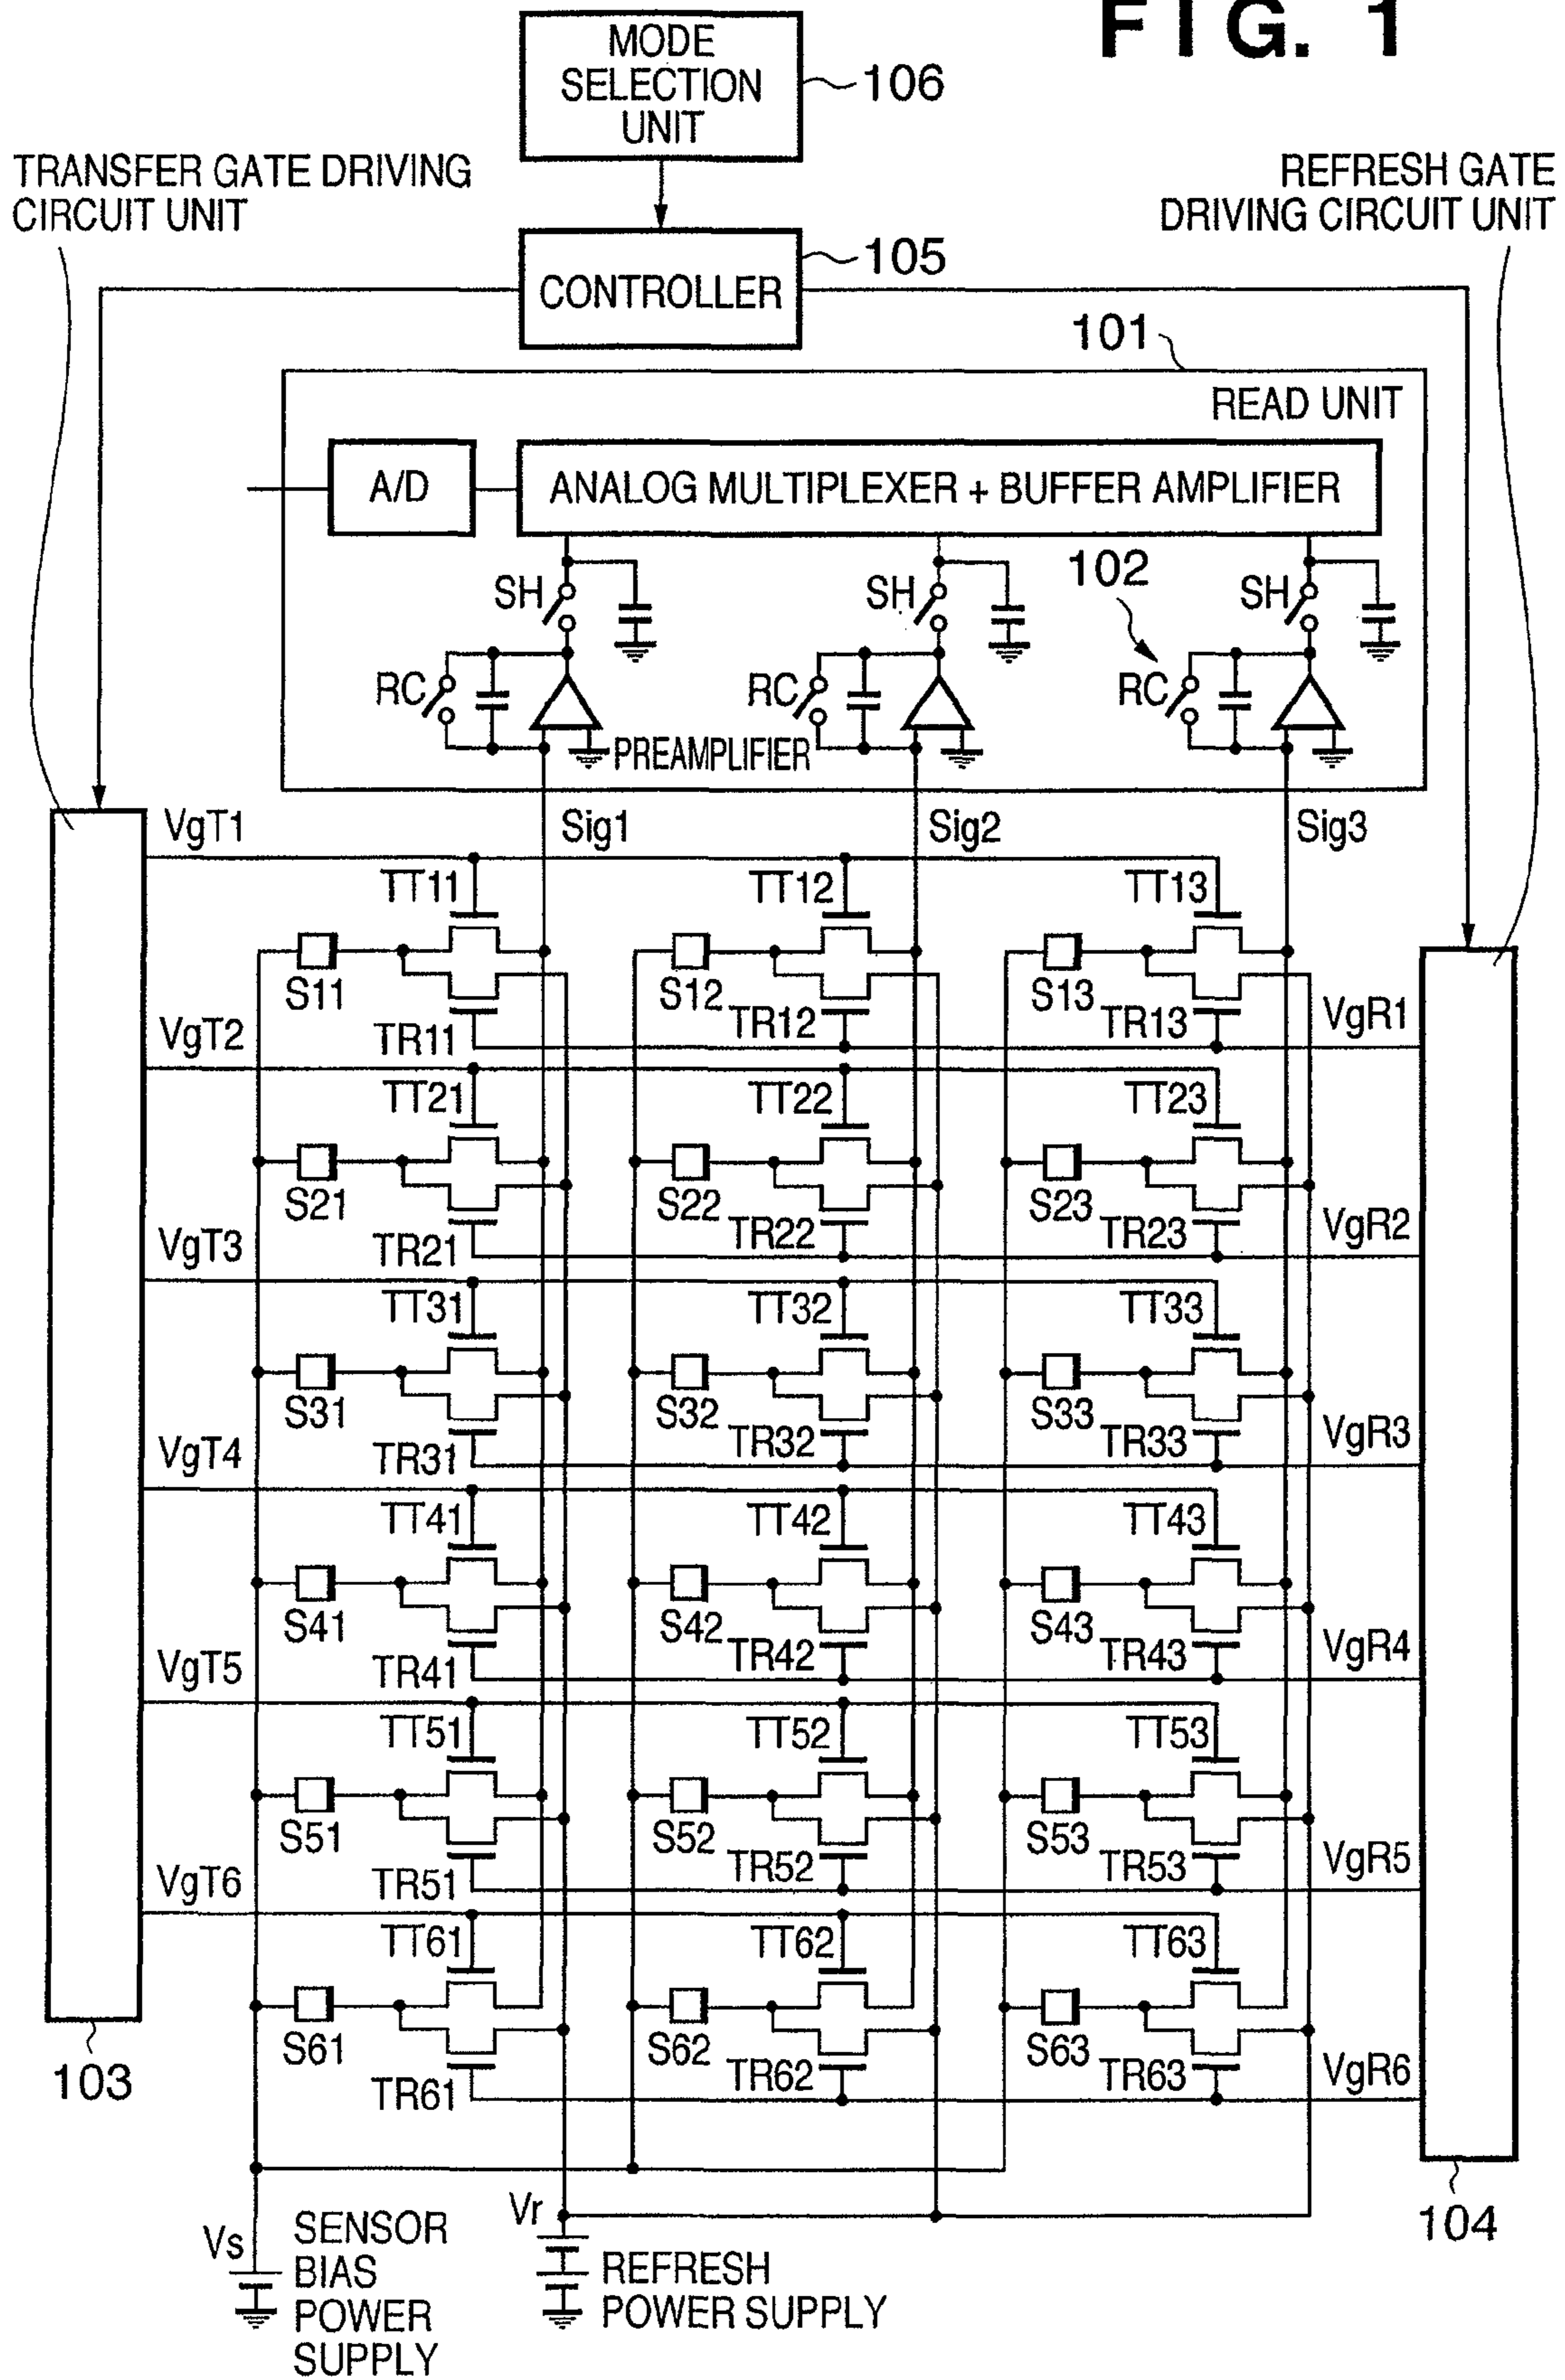 FIG. 1
MODE
SELECTION
UNIT
106
TRANSFER GATE DRIVING
CIRCUIT UNIT
REFRESH GATE
DRIVING CIRCUIT UNIT
CONTROLLER
105
101
READ UNIT
A/D
ANALOG MULTIPLEXER + BUFFER AMPLIFIER
102
SH
SH
SH
RC
RC
RC
PREAMPLIFIER
VgT1
Sig1
Sig2
Sig3
TT11
TT12
TT13
S11
S12
S13
TR11
TR12
TR13
VgR1
VgT2
TT21
TT22
TT23
S21
S22
S23
TR21
TR22
TR23
VgR2
VgT3
TT31
TT32
TT33
S31
S32
S33
TR31
TR32
TR33
VgR3
VgT4
TT41
TT42
TT43
S41
S42
S43
TR41
TR42
TR43
VgR4
VgT5
TT51
TT52
TT53
S51
S52
S53
TR51
TR52
TR53
VgR5
VgT6
TT61
TT62
TT63
S61
S62
S63
TR61
TR62
TR63
VgR6
103
104
Vs
SENSOR
BIAS
POWER
SUPPLY
Vr
REFRESH
POWER SUPPLY